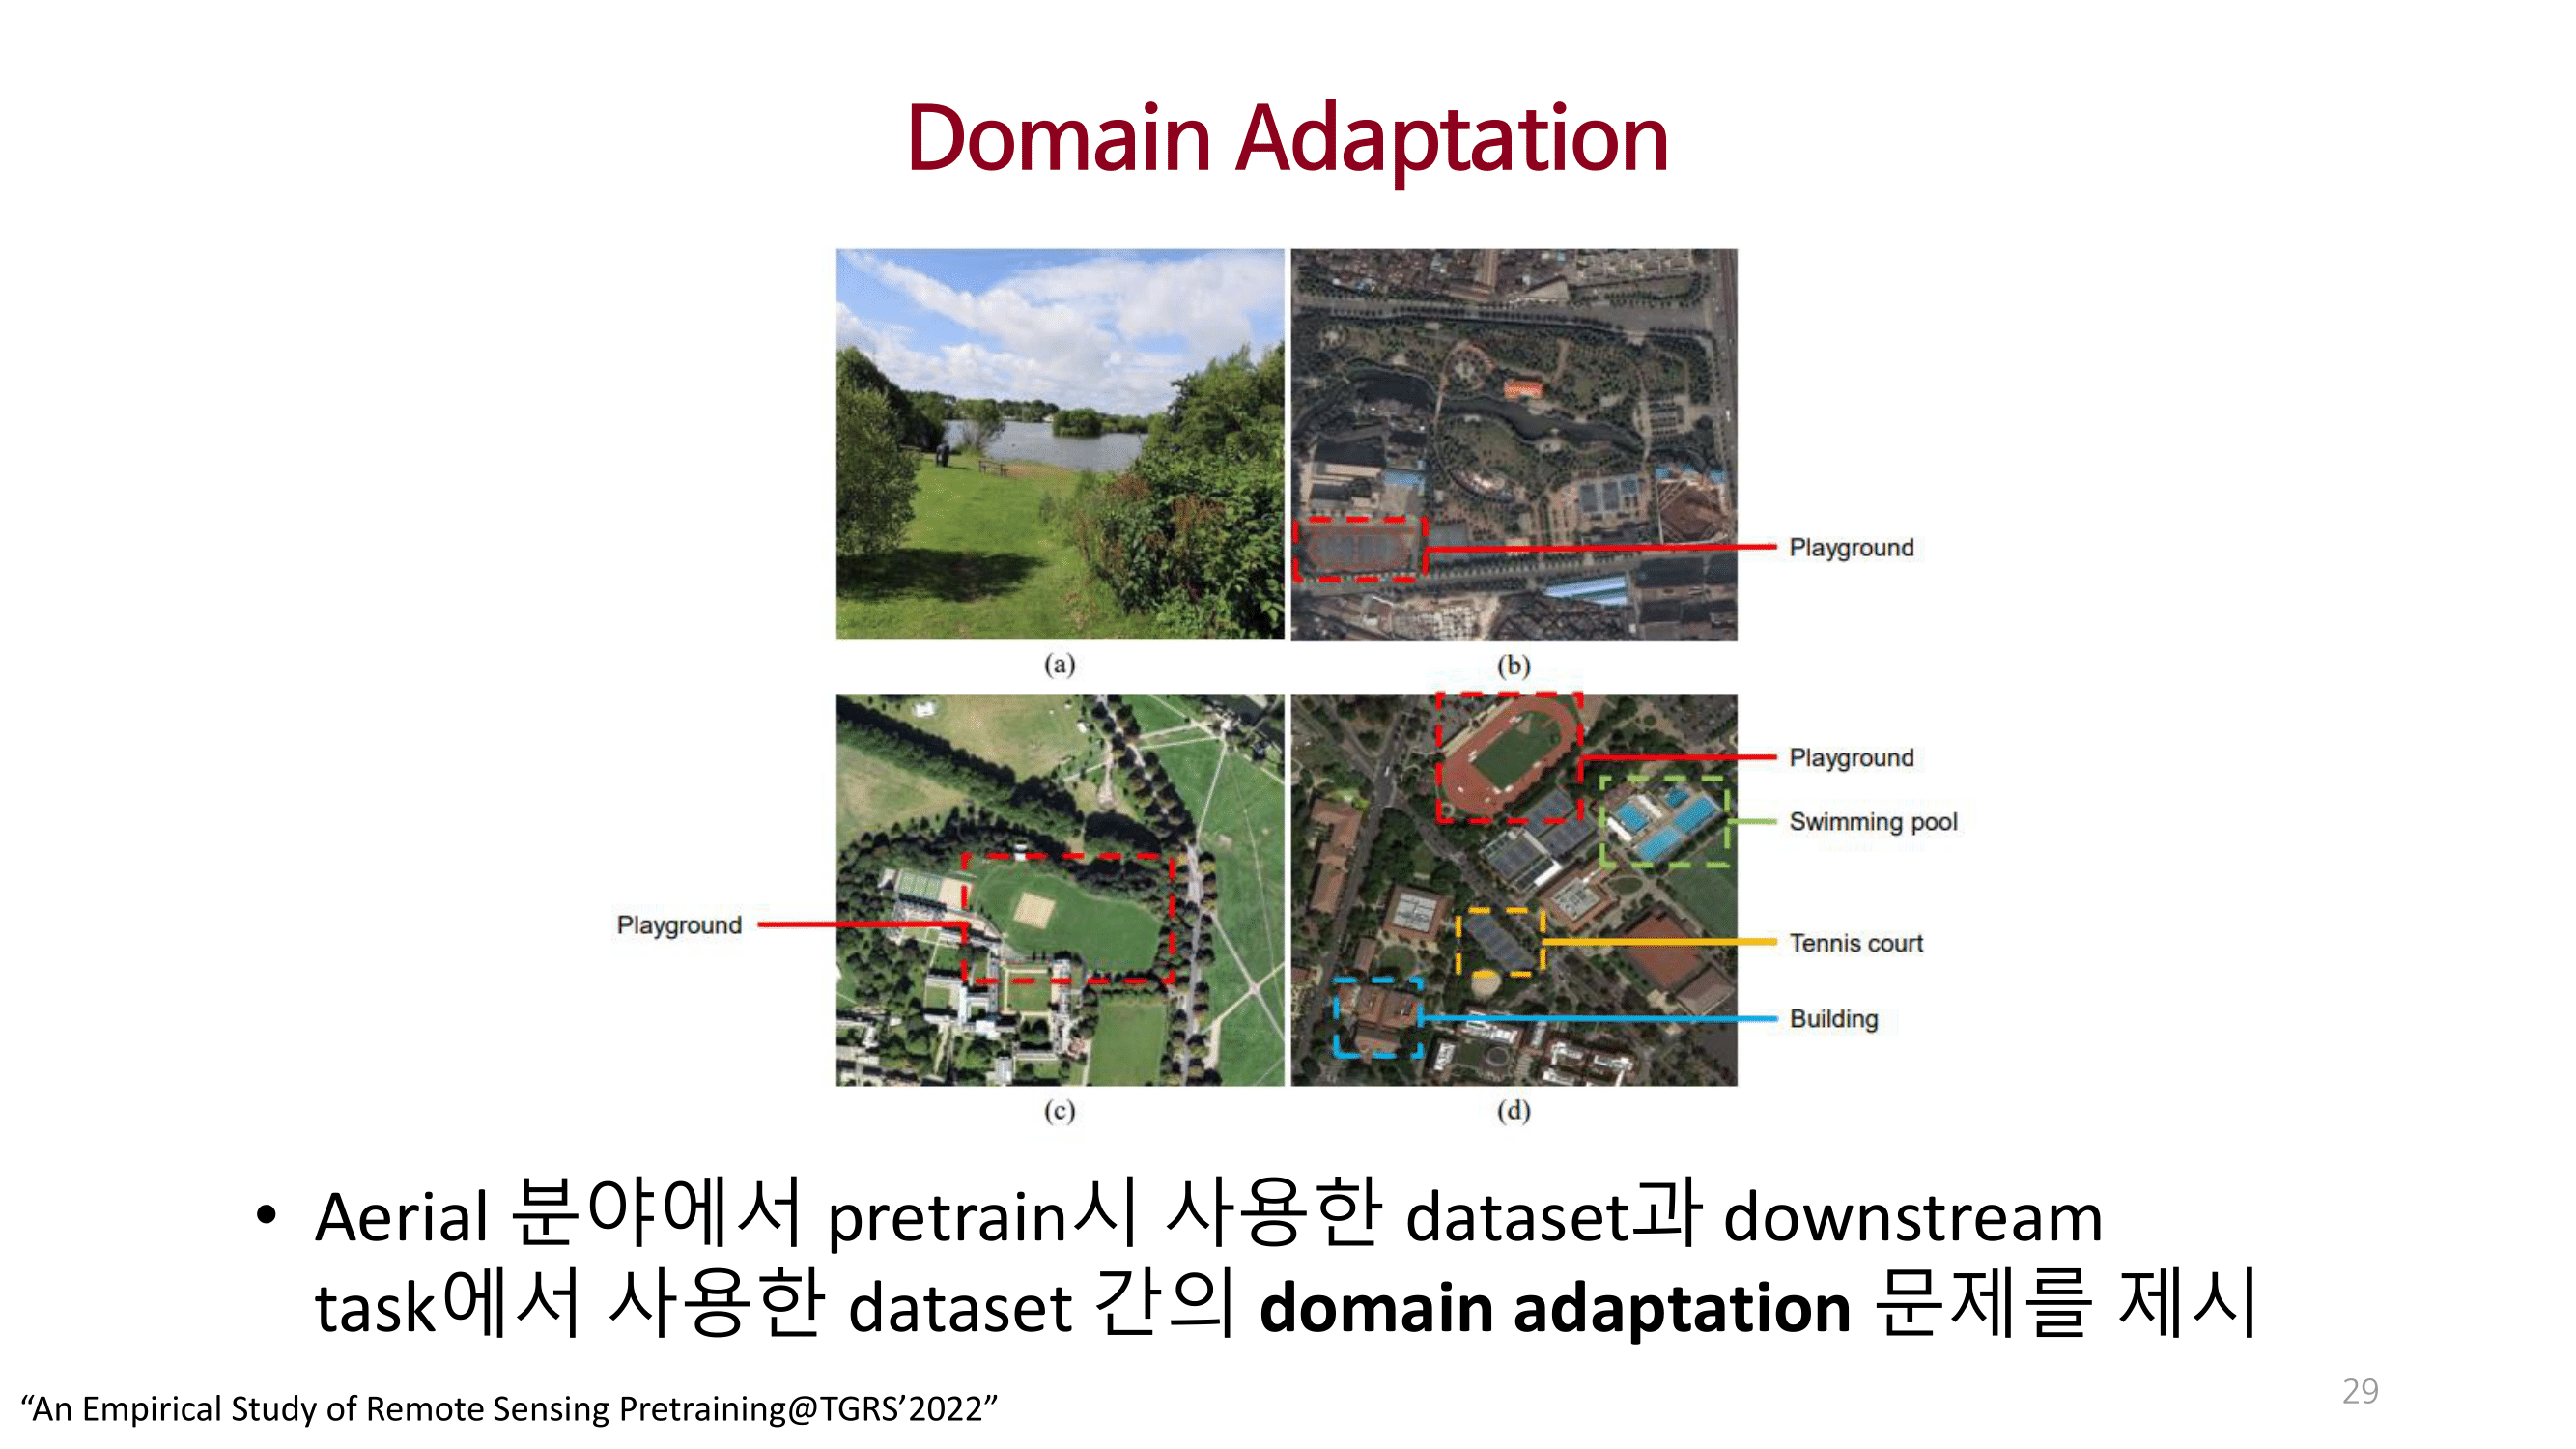 Domain Adaptation
Playground
(a)
(b)
Playground
Swimming pool
Playground
Tennis court
Building
(c)
(d)
• Aerial 분야에서 pretrain시 사용한 dataset과 downstream
task에서 사용한 dataset 간의 domain adaptation 문제를 제시
“An Empirical Study of Remote Sensing Pretraining@TGRS’2022”
29